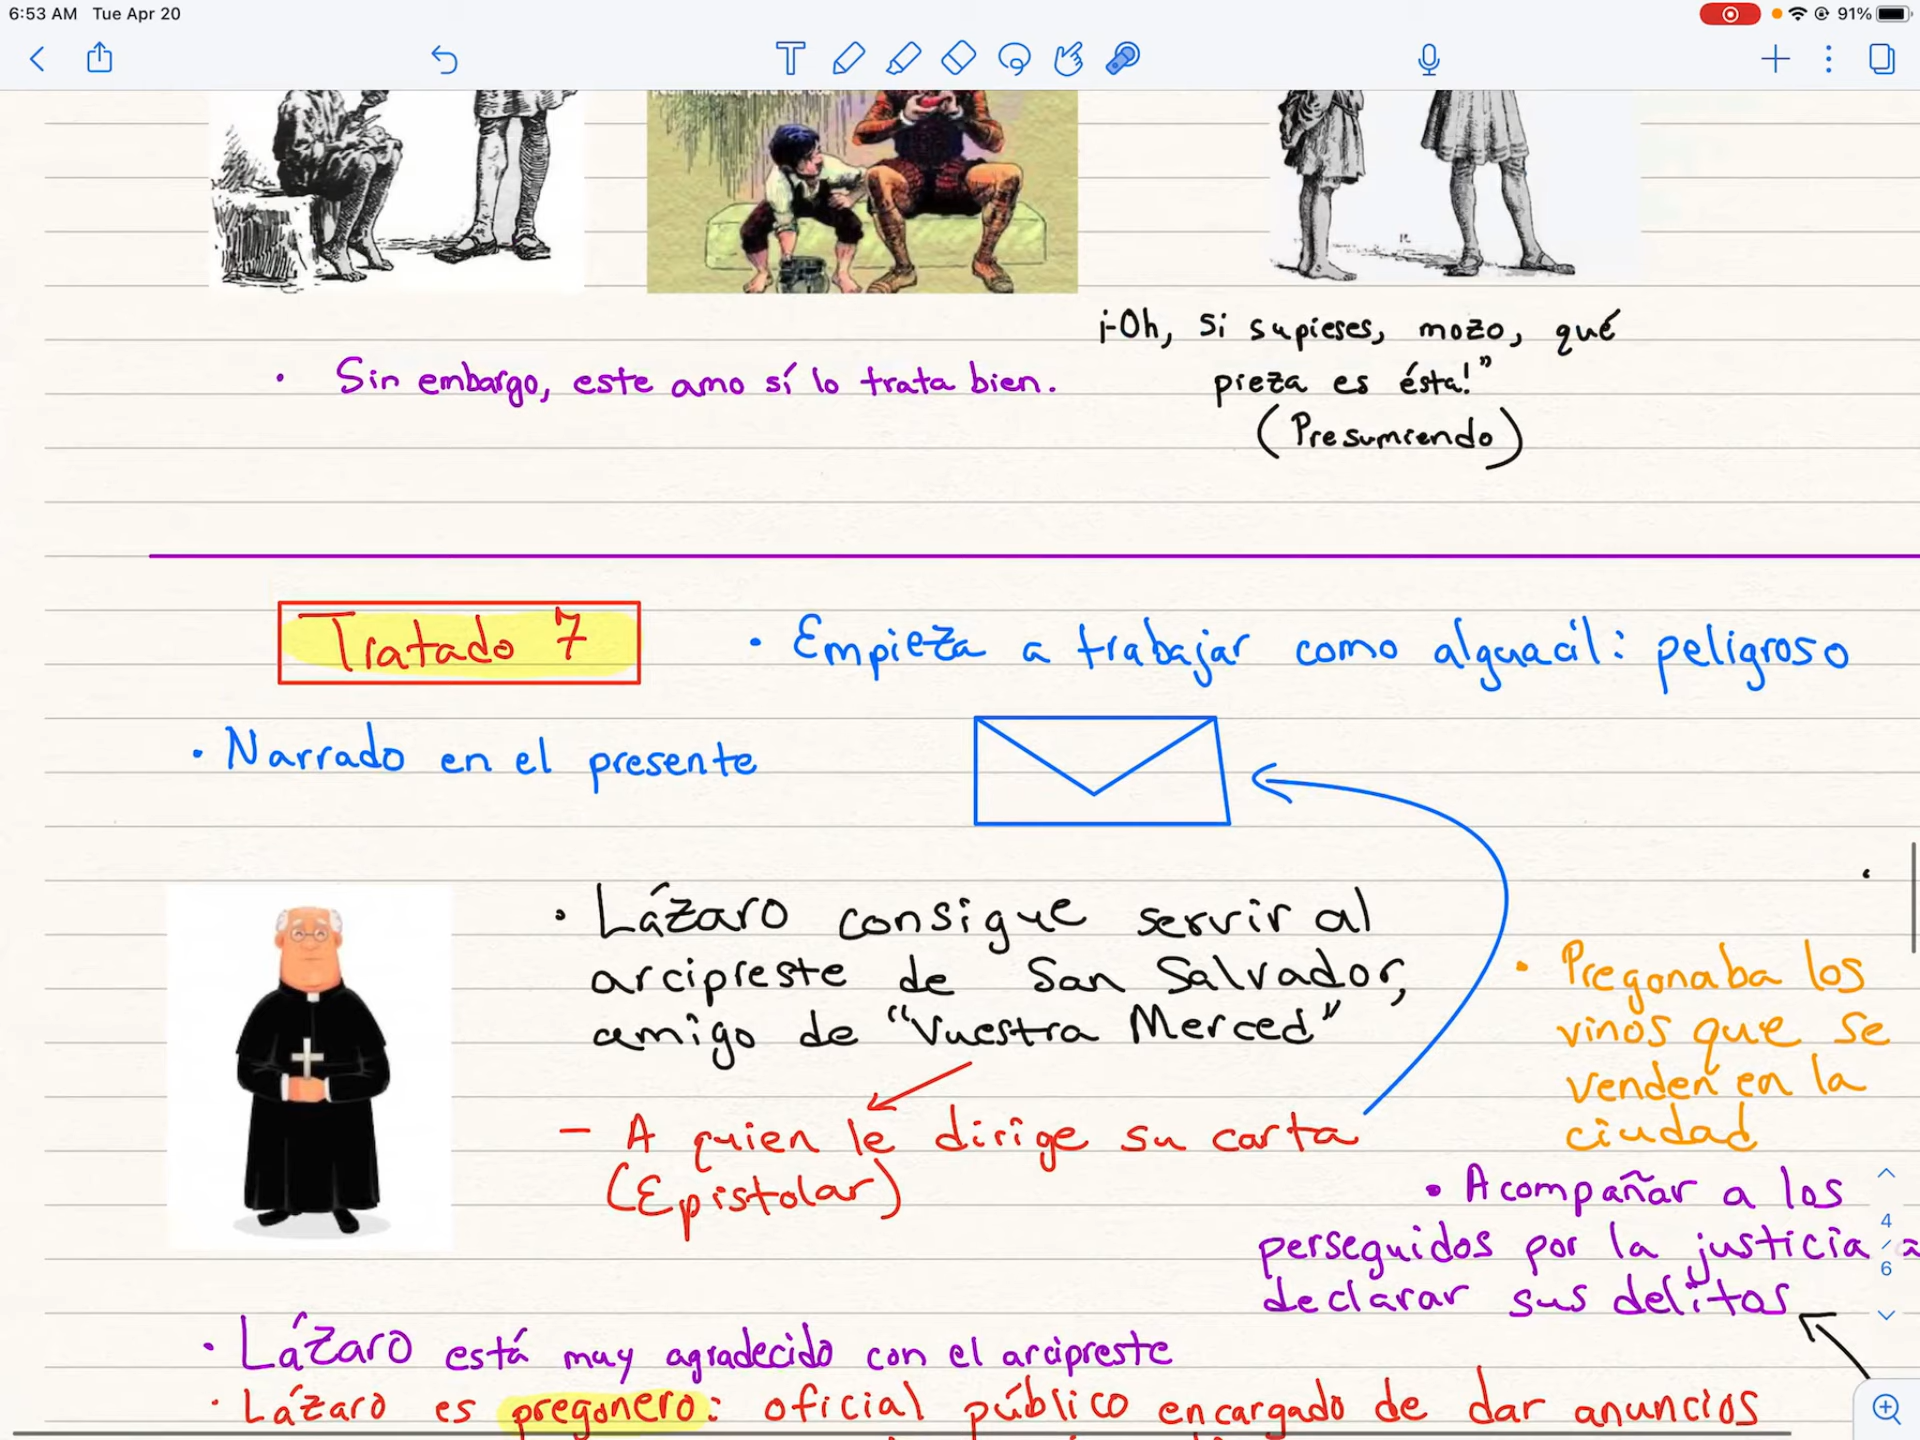 6:53 AM Tue Apr 20
91%
¡-Oh, si supieses, mozo, qué
pieza es ésta!"
(Presumiendo)
• Sin embargo, este amo sí lo trata bien.
Tratado 7
• Empieza a trabajar como alguacil: peligroso
• Narrado en el presente
• Lázaro consigue servir al
arcipreste de San Salvador,
amigo de "Vuestra Merced"
- A quien le dirige su carta
(Epistolar)
• Pregonaba los
vinos que se
venden en la
ciudad
• Acompañar a los
perseguidos por la justicia a
declarar sus delitos
4
/
6
• Lázaro está muy agradecido con el arcipreste
• Lázaro es pregonero: oficial público encargado de dar anuncios